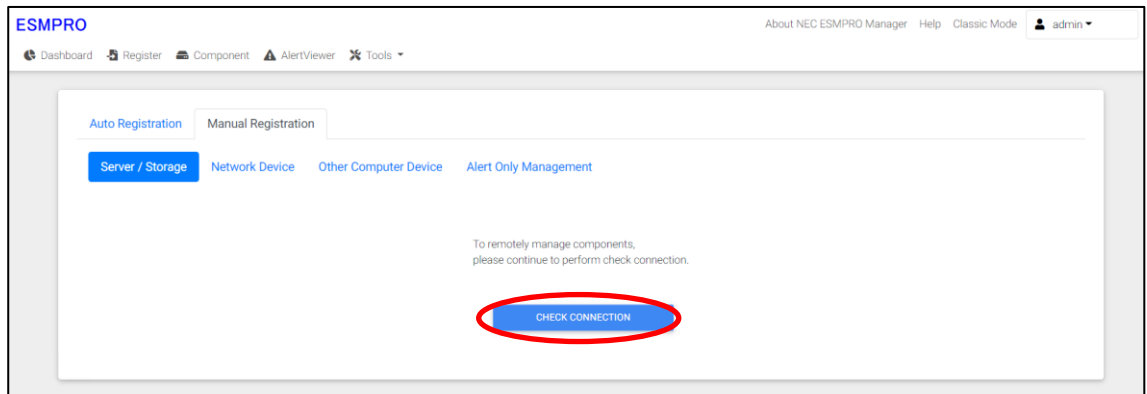 ESMPRO
About NEC ESMPRO Manager Help Classic Mode admin
Dashboard Register Component AlertViewer Tools
Auto Registration Manual Registration
Server / Storage Network Device Other Computer Device Alert Only Management
To remotely manage components,
please continue to perform check connection.
CHECK CONNECTION